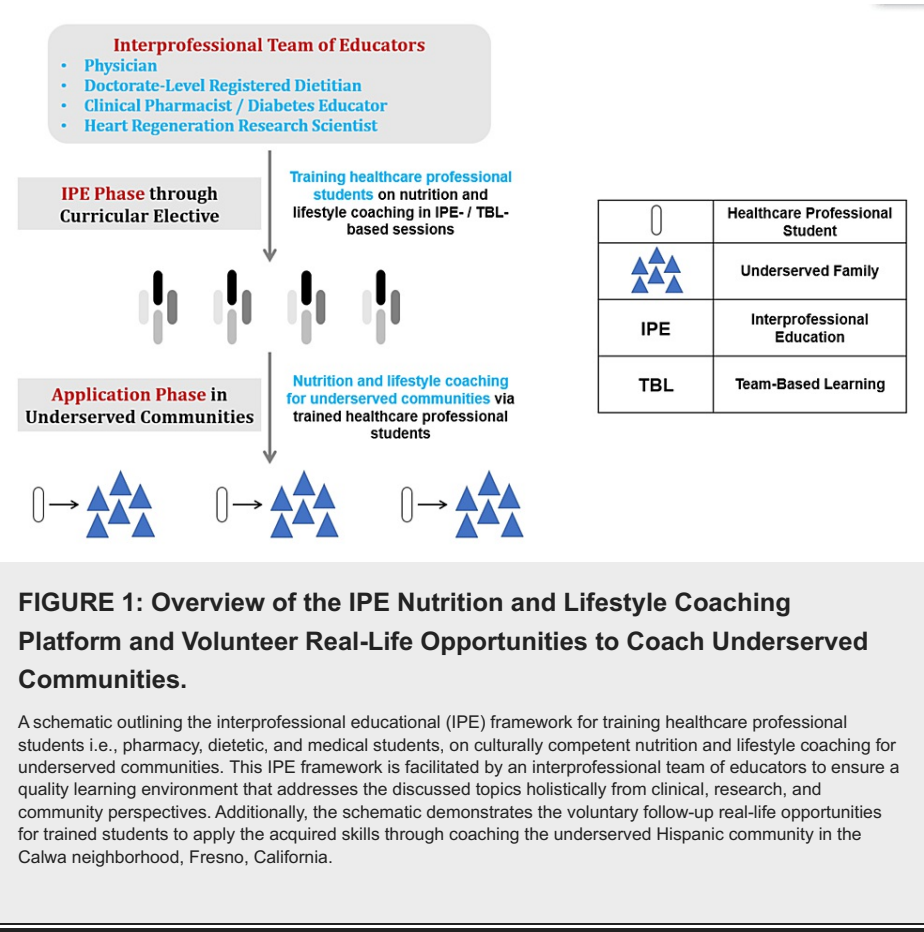 Interprofessional Team of Educators
• Physician
• Doctorate-Level Registered Dietitian
• Clinical Pharmacist / Diabetes Educator
• Heart Regeneration Research Scientist
IPE Phase through
Curricular Elective
Training healthcare professional
students on nutrition and
lifestyle coaching in IPE- / TBL-
based sessions
Application Phase in
Underserved Communities
Nutrition and lifestyle coaching
for underserved communities via
trained healthcare professional
students
Healthcare Professional
Student
Underserved Family
IPE
Interprofessional
Education
TBL
Team-Based Learning
FIGURE 1: Overview of the IPE Nutrition and Lifestyle Coaching
Platform and Volunteer Real-Life Opportunities to Coach Underserved
Communities.
A schematic outlining the interprofessional educational (IPE) framework for training healthcare professional
students i.e., pharmacy, dietetic, and medical students, on culturally competent nutrition and lifestyle coaching for
underserved communities. This IPE framework is facilitated by an interprofessional team of educators to ensure a
quality learning environment that addresses the discussed topics holistically from clinical, research, and
community perspectives. Additionally, the schematic demonstrates the voluntary follow-up real-life opportunities
for trained students to apply the acquired skills through coaching the underserved Hispanic community in the
Calwa neighborhood, Fresno, California.